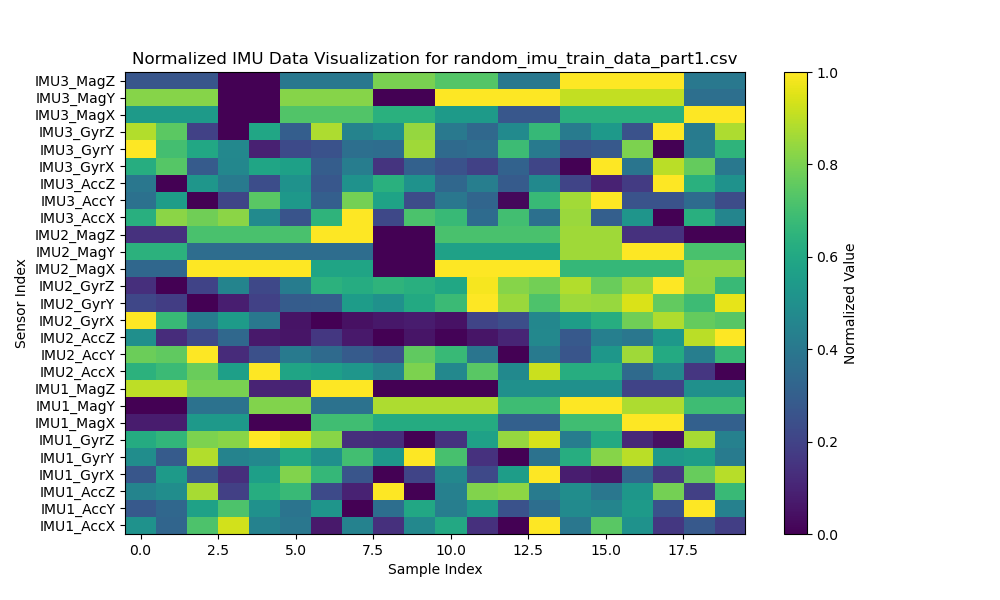 Normalized IMU Data Visualization for random_imu_train_data_part1.csv
Sensor Index
IMU3_MagZ
IMU3_MagY
IMU3_MagX
IMU3_GyrZ
IMU3_GyrY
IMU3_GyrX
IMU3_AccZ
IMU3_AccY
IMU3_AccX
IMU2_MagZ
IMU2_MagY
IMU2_MagX
IMU2_GyrZ
IMU2_GyrY
IMU2_GyrX
IMU2_AccZ
IMU2_AccY
IMU2_AccX
IMU1_MagZ
IMU1_MagY
IMU1_MagX
IMU1_GyrZ
IMU1_GyrY
IMU1_GyrX
IMU1_AccZ
IMU1_AccY
IMU1_AccX
0.0 2.5 5.0 7.5 10.0 12.5 15.0 17.5
Sample Index
1.0
0.8
0.6
0.4
0.2
0.0
Normalized Value